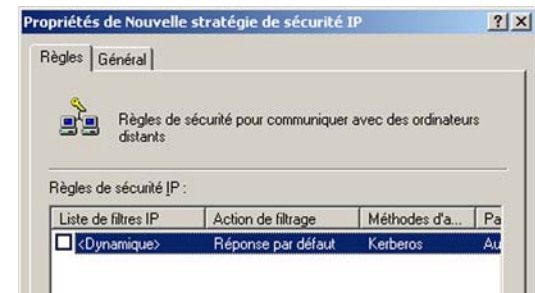 Propriétés de Nouvelle stratégie de sécurité IP
Règles Général
Règles de sécurité pour communiquer avec des ordinateurs
distants
Règles de sécurité IP :
Liste de filtres IP Action de filtrage Méthodes d'a... Pa
<Dynamique> Réponse par défaut Kerberos Au